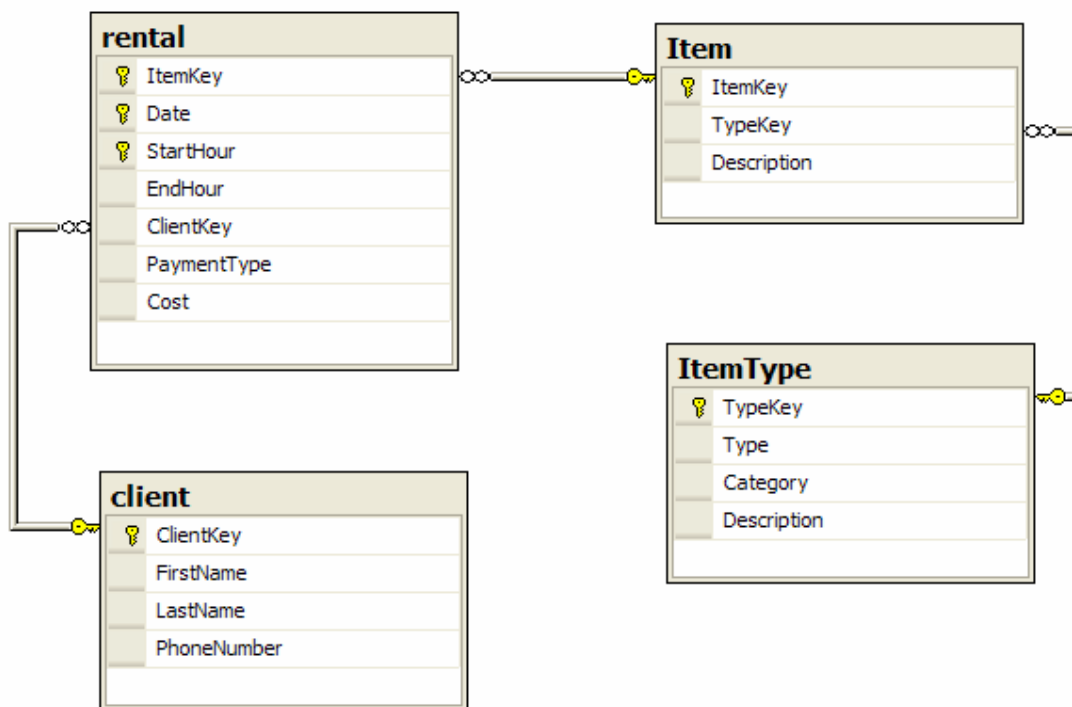 rental
ItemKey
Date
StartHour
EndHour
ClientKey
PaymentType
Cost
Item
ItemKey
TypeKey
Description
ItemType
TypeKey
Type
Category
Description
client
ClientKey
FirstName
LastName
PhoneNumber